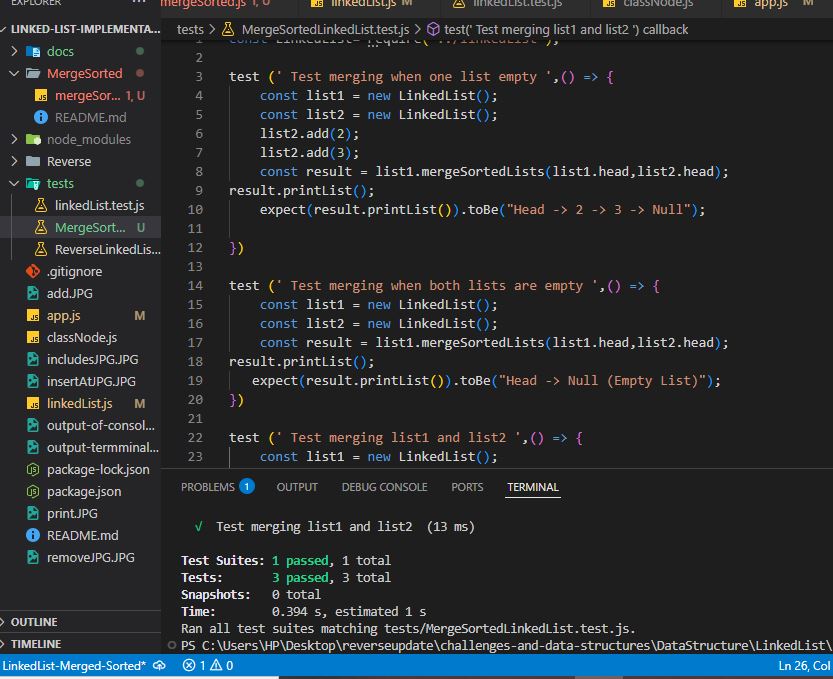 EXPLORER
mergeSorted.js 1, U
linkedList.js M
linkedList.test.js
classNode.js
app.js M
LINKED-LIST-IMPLEMENTA...
tests > MergeSortedLinkedList.test.js > test(' Test merging list1 and list2 ') callback
docs
MergeSorted
mergeSor... 1, U
README.md
node_modules
Reverse
tests
linkedList.test.js
MergeSort... U
ReverseLinkedLis...
.gitignore
add.JPG
app.js M
classNode.js
includesJPG.JPG
insertAtJPG.JPG
linkedList.js M
output-of-consol...
output-termminal...
package-lock.json
package.json
print.JPG
README.md
removeJPG.JPG
OUTLINE
TIMELINE
1 const LinkedList= require("../linkedList");
2
3 test (' Test merging when one list empty ',() => {
4 const list1 = new LinkedList();
5 const list2 = new LinkedList();
6 list2.add(2);
7 list2.add(3);
8 const result = list1.mergeSortedLists(list1.head,list2.head);
9 result.printList();
10 expect(result.printList()).toBe("Head -> 2 -> 3 -> Null");
11
12 })
13
14 test (' Test merging when both lists are empty ',() => {
15 const list1 = new LinkedList();
16 const list2 = new LinkedList();
17 const result = list1.mergeSortedLists(list1.head,list2.head);
18 result.printList();
19 expect(result.printList()).toBe("Head -> Null (Empty List)");
20 })
21
22 test (' Test merging list1 and list2 ',() => {
23 const list1 = new LinkedList();
PROBLEMS 1 OUTPUT DEBUG CONSOLE PORTS TERMINAL
√ Test merging list1 and list2 (13 ms)
Test Suites: 1 passed, 1 total
Tests: 3 passed, 3 total
Snapshots: 0 total
Time: 0.394 s, estimated 1 s
Ran all test suites matching tests/MergeSortedLinkedList.test.js.
PS C:\Users\HP\Desktop\reverseupdate\challenges-and-data-structures\DataStructure\LinkedList\
LinkedList-Merged-Sorted* 1 0 Ln 26, Col